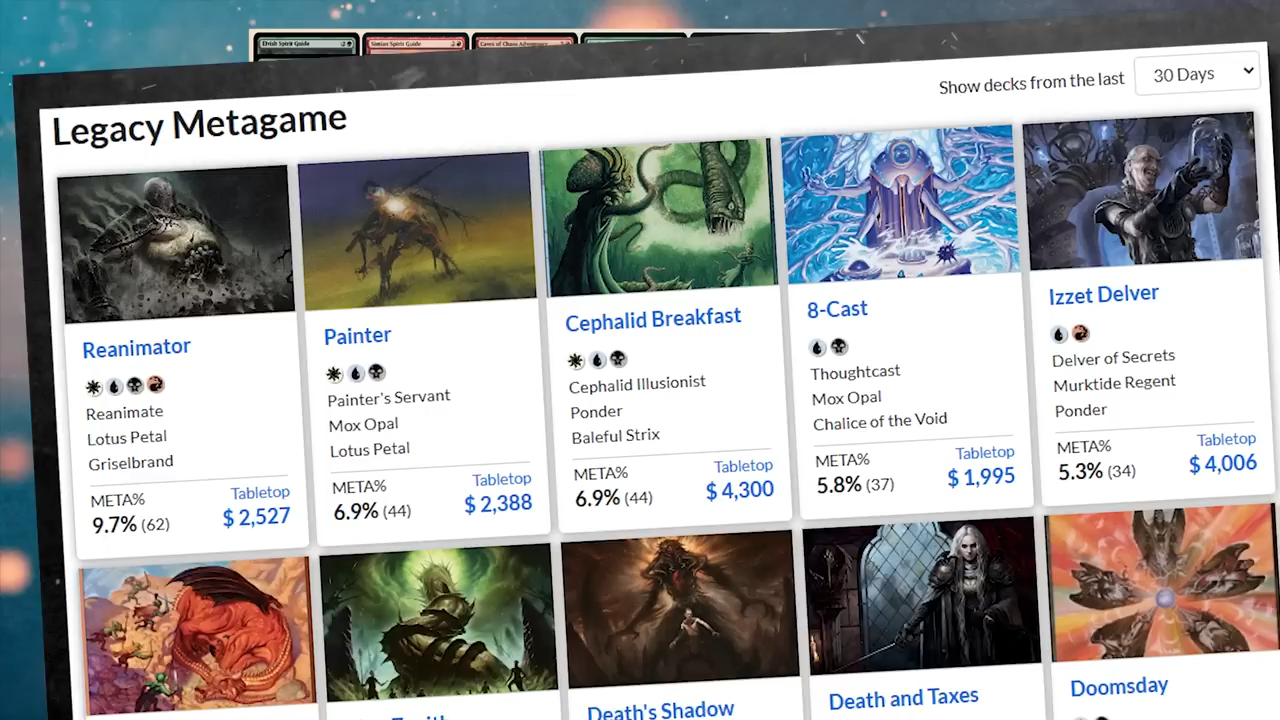 Elvish Spirit Guide
Simian Spirit Guide
Caves of Chaos Adventurer
Show decks from the last
30 Days
Legacy Metagame
Reanimator
Reanimate
Lotus Petal
Griselbrand
META%
Tabletop
9.7% (62)
$ 2,527
Painter
Painter's Servant
Mox Opal
Lotus Petal
META%
Tabletop
6.9% (44)
$ 2,388
Cephalid Breakfast
Cephalid Illusionist
Ponder
Baleful Strix
META%
Tabletop
6.9% (44)
$ 4,300
8-Cast
Thoughtcast
Mox Opal
Chalice of the Void
META%
Tabletop
5.8% (37)
$ 1,995
Izzet Delver
Delver of Secrets
Murktide Regent
Ponder
META%
Tabletop
5.3% (34)
$ 4,006
Death's Shadow
Death and Taxes
Doomsday